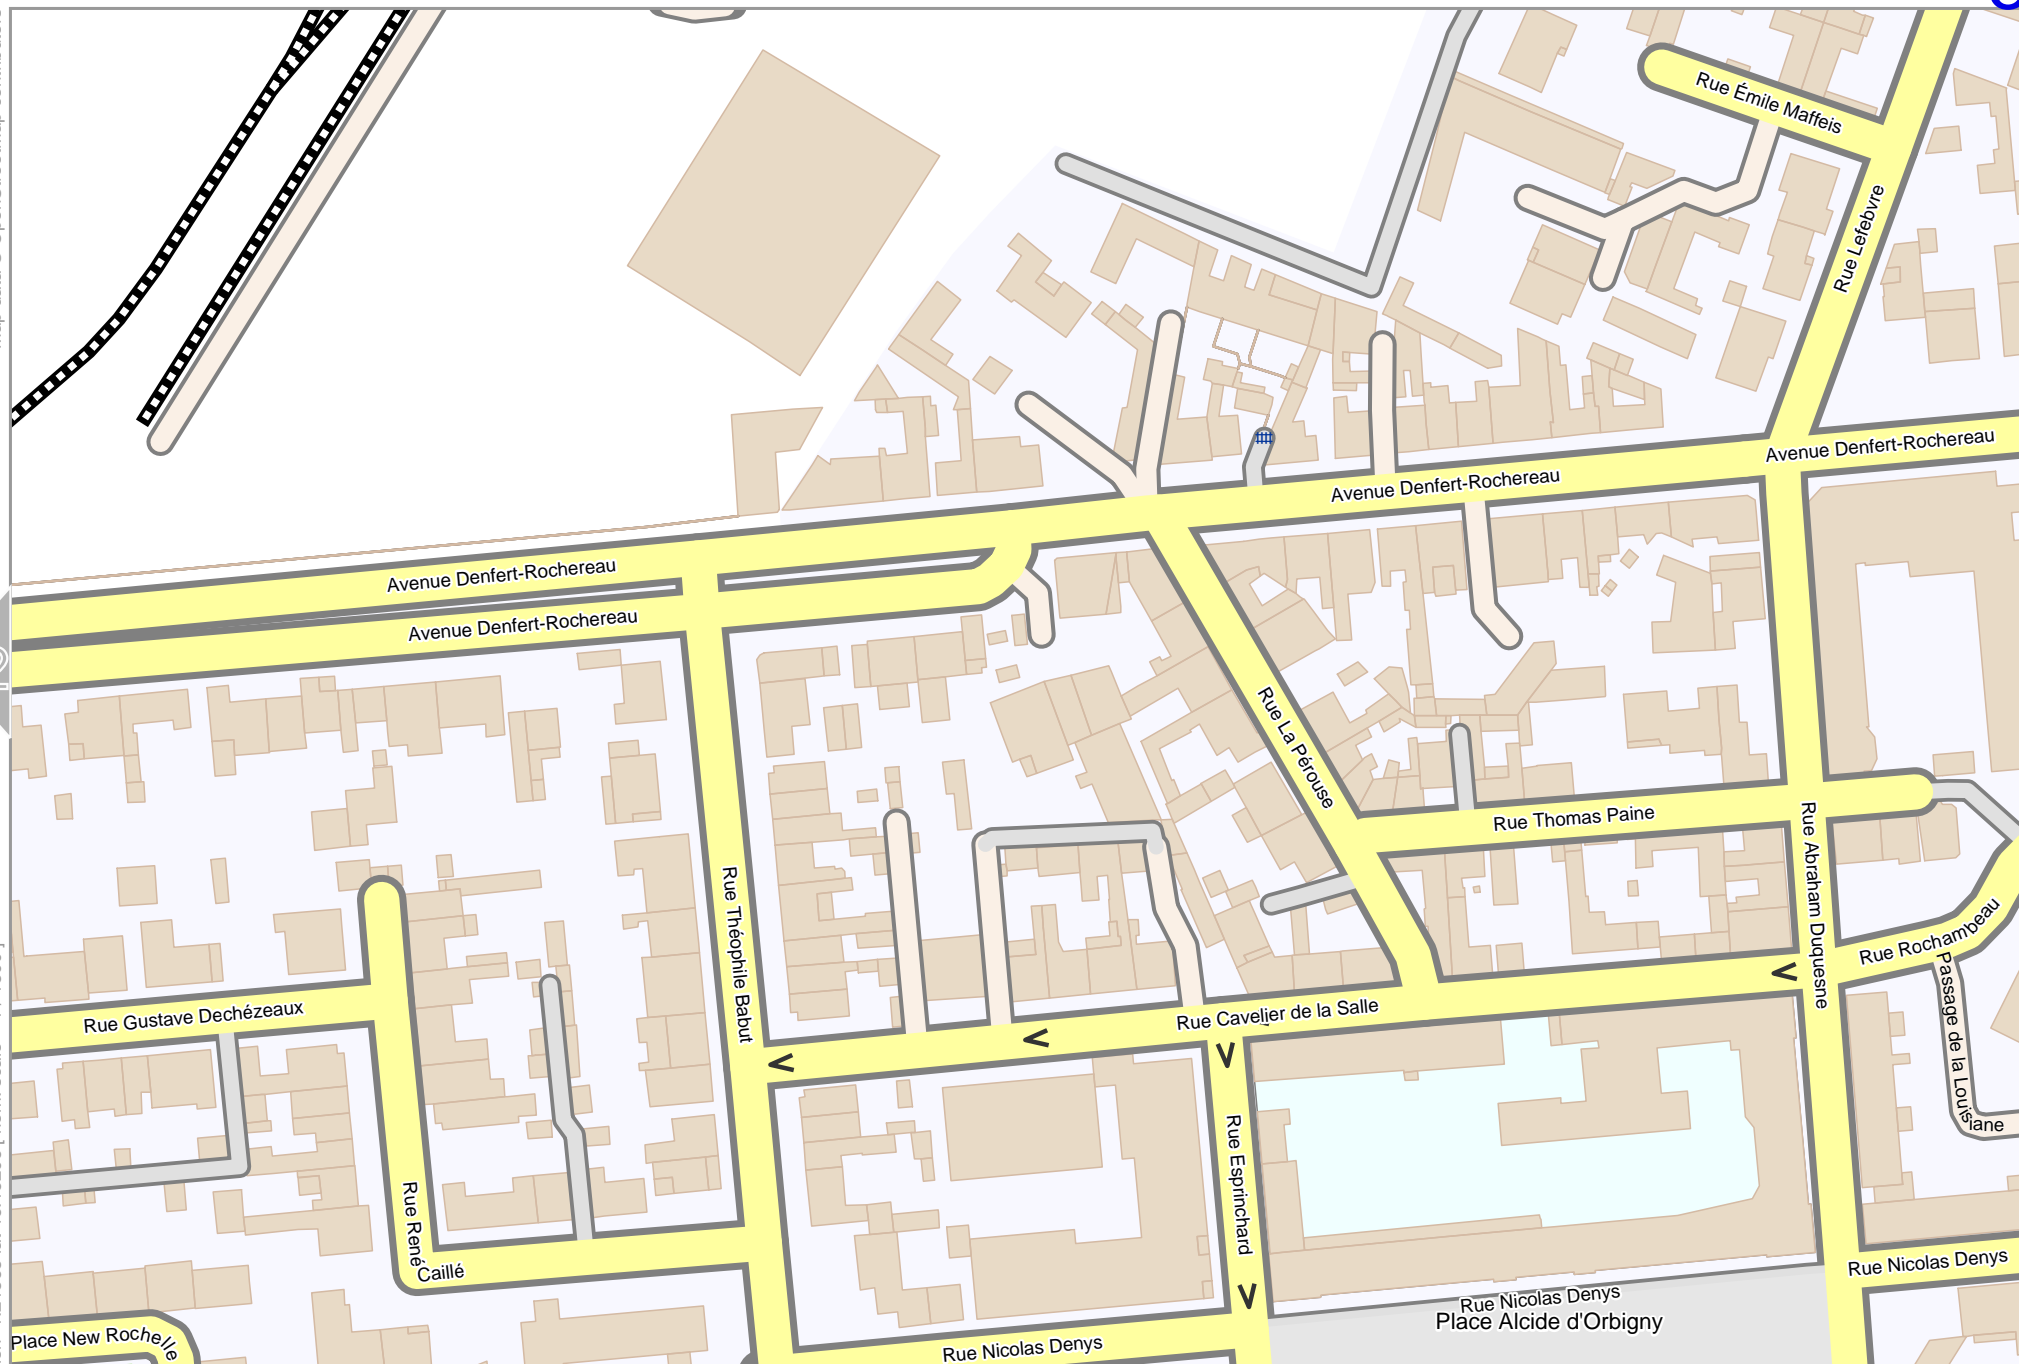 Rue Émile Maffeis
Rue Lefebvre
Avenue Denfert-Rochereau
Avenue Denfert-Rochereau
Avenue Denfert-Rochereau
Avenue Denfert-Rochereau
Rue La Pérouse
Rue Thomas Paine
Rue Abraham Duquesne
Rue Théophile Babut
Rue Rochambeau
Passage de la Louisiane
Rue Gustave Dechézeaux
Rue Cavelier de la Salle
Rue Esprinchard
Rue René Caillé
Rue Nicolas Denys
Rue Nicolas Denys
Place Alcide d'Orbigny
Place New Rochelle
Rue Nicolas Denys